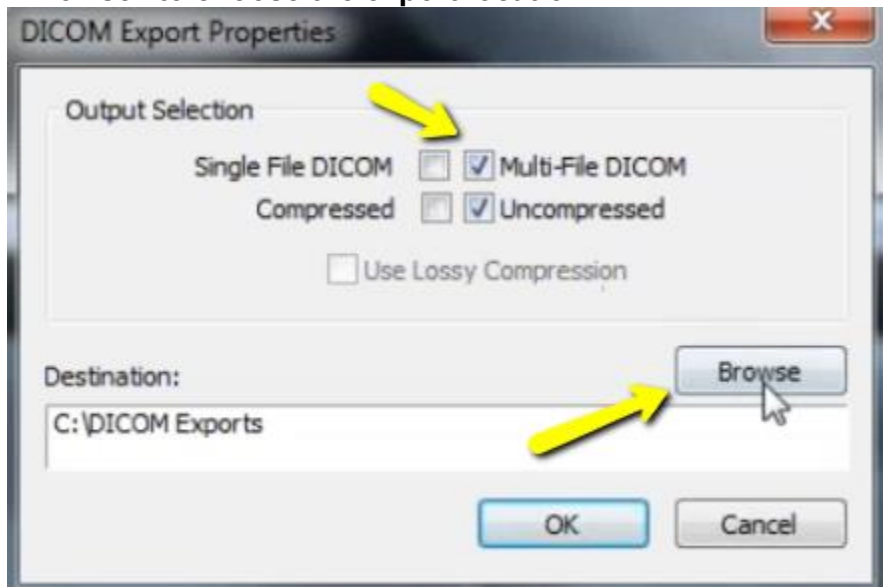 DICOM Export Properties
Output Selection
Single File DICOM Multi-File DICOM
Compressed Uncompressed
Use Lossy Compression
Destination:
Browse
C:\DICOM Exports
OK Cancel